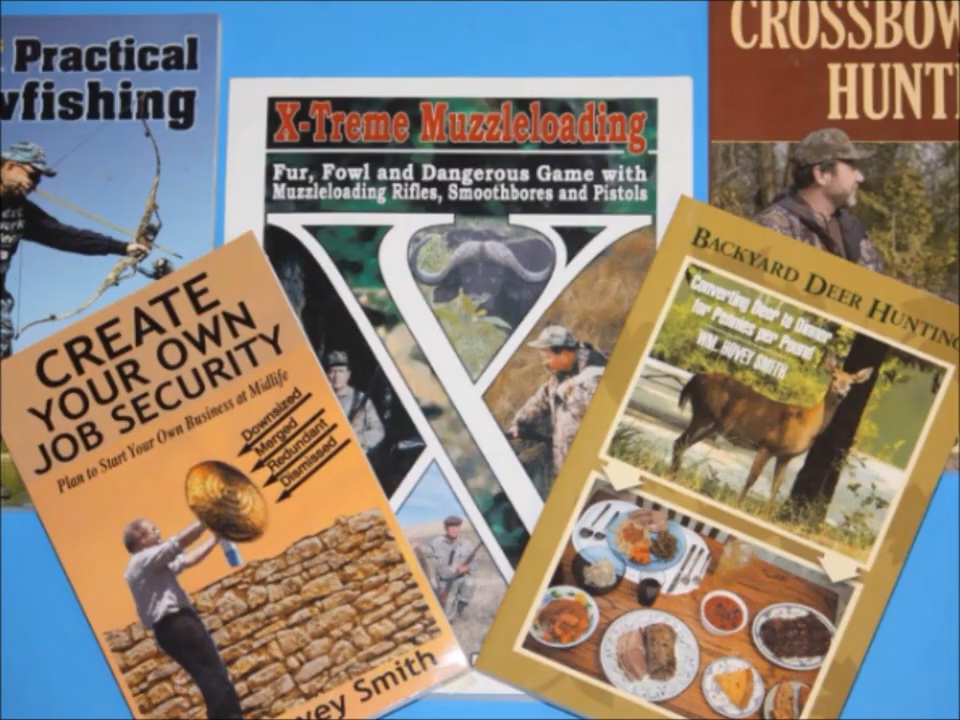 Practical
wfishing
X-Treme Muzzleloading
Fur, Fowl and Dangerous Game with
Muzzleloading Rifles, Smoothbores and Pistols
CROSSBOW
HUNTI
CREATE
YOUR OWN
JOB SECURITY
Plan to Start Your Own Business at Midlife
Downsized
Merged
Redundant
Dismissed
vey Smith
BACKYARD DEER HUNTING
Converting Deer to Dinner
for Pennies per Pound
WM. HOVEY SMITH